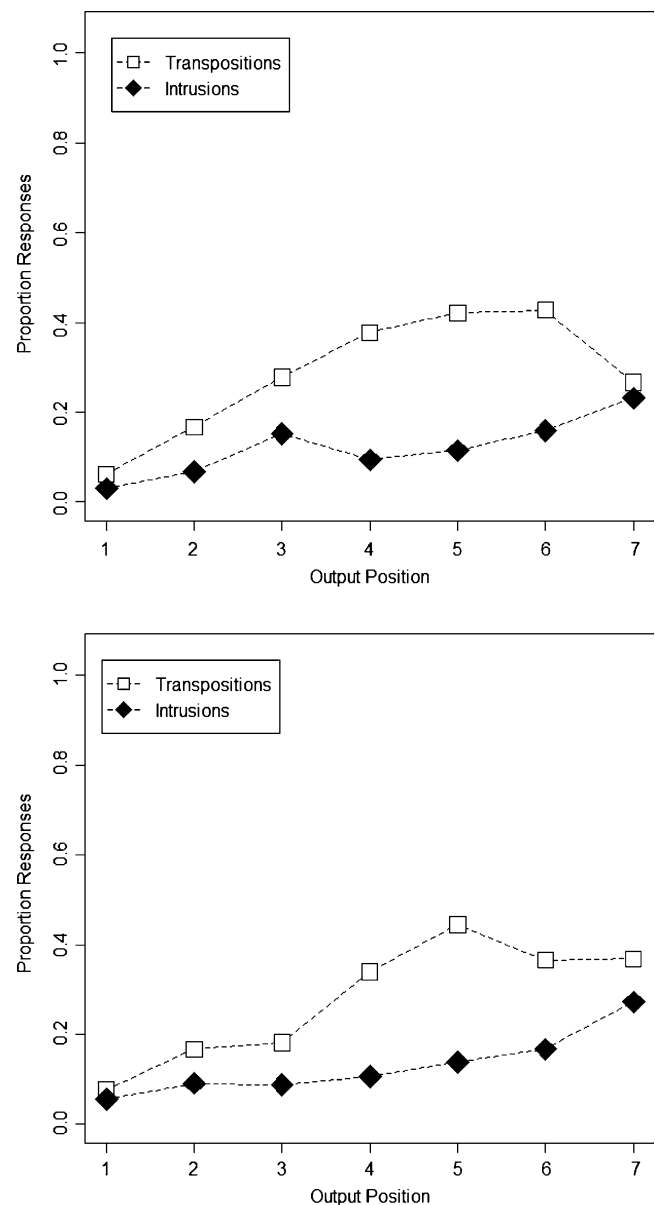 Transpositions
Intrusions
Proportion Responses
1.0
0.8
0.6
0.4
0.2
0.0
1 2 3 4 5 6 7
Output Position
Transpositions
Intrusions
Proportion Responses
1.0
0.8
0.6
0.4
0.2
0.0
1 2 3 4 5 6 7
Output Position